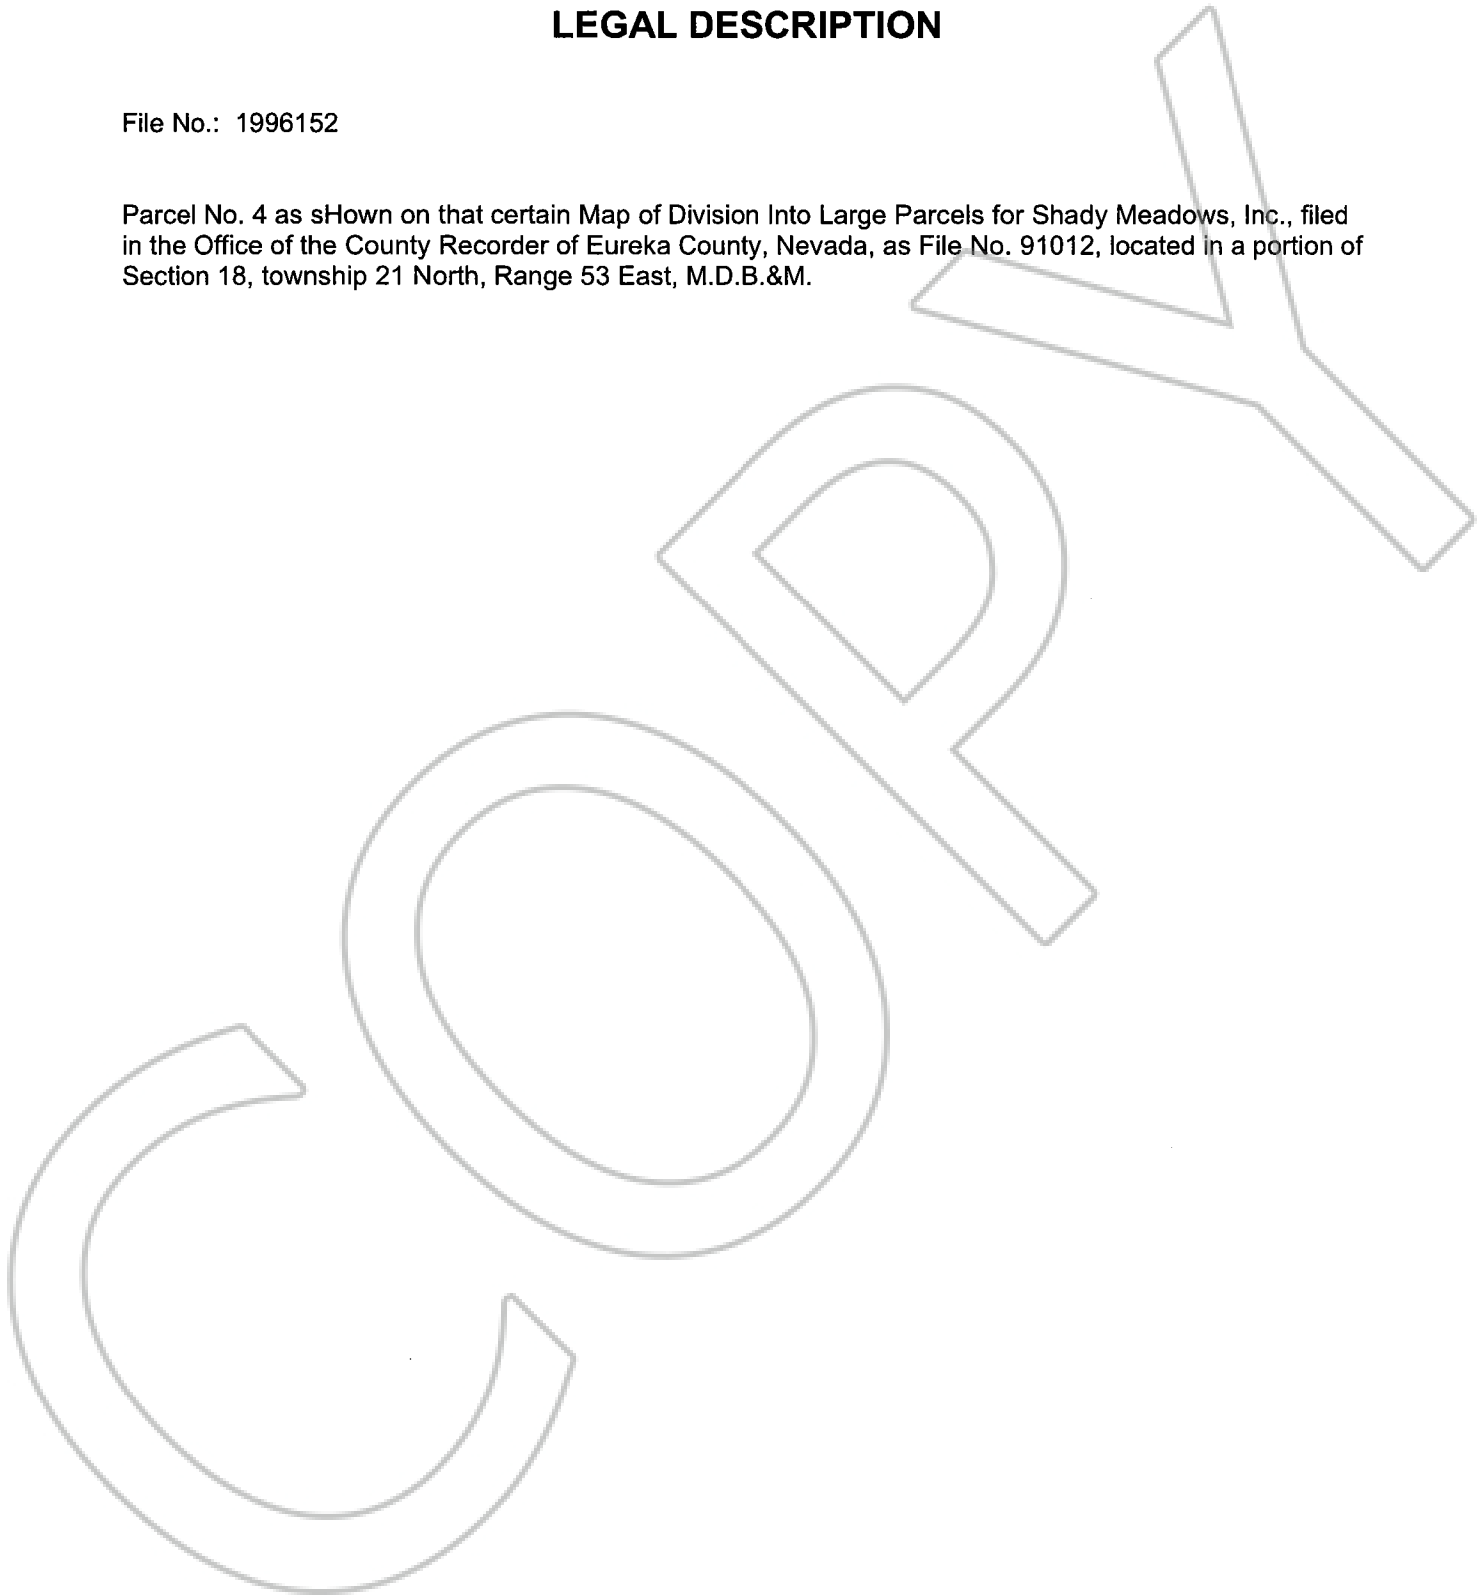 LEGAL DESCRIPTION
File No.: 1996152
Parcel No. 4 as sHown on that certain Map of Division Into Large Parcels for Shady Meadows, Inc., filed
in the Office of the County Recorder of Eureka County, Nevada, as File No. 91012, located in a portion of
Section 18, township 21 North, Range 53 East, M.D.B.&M.
COPY